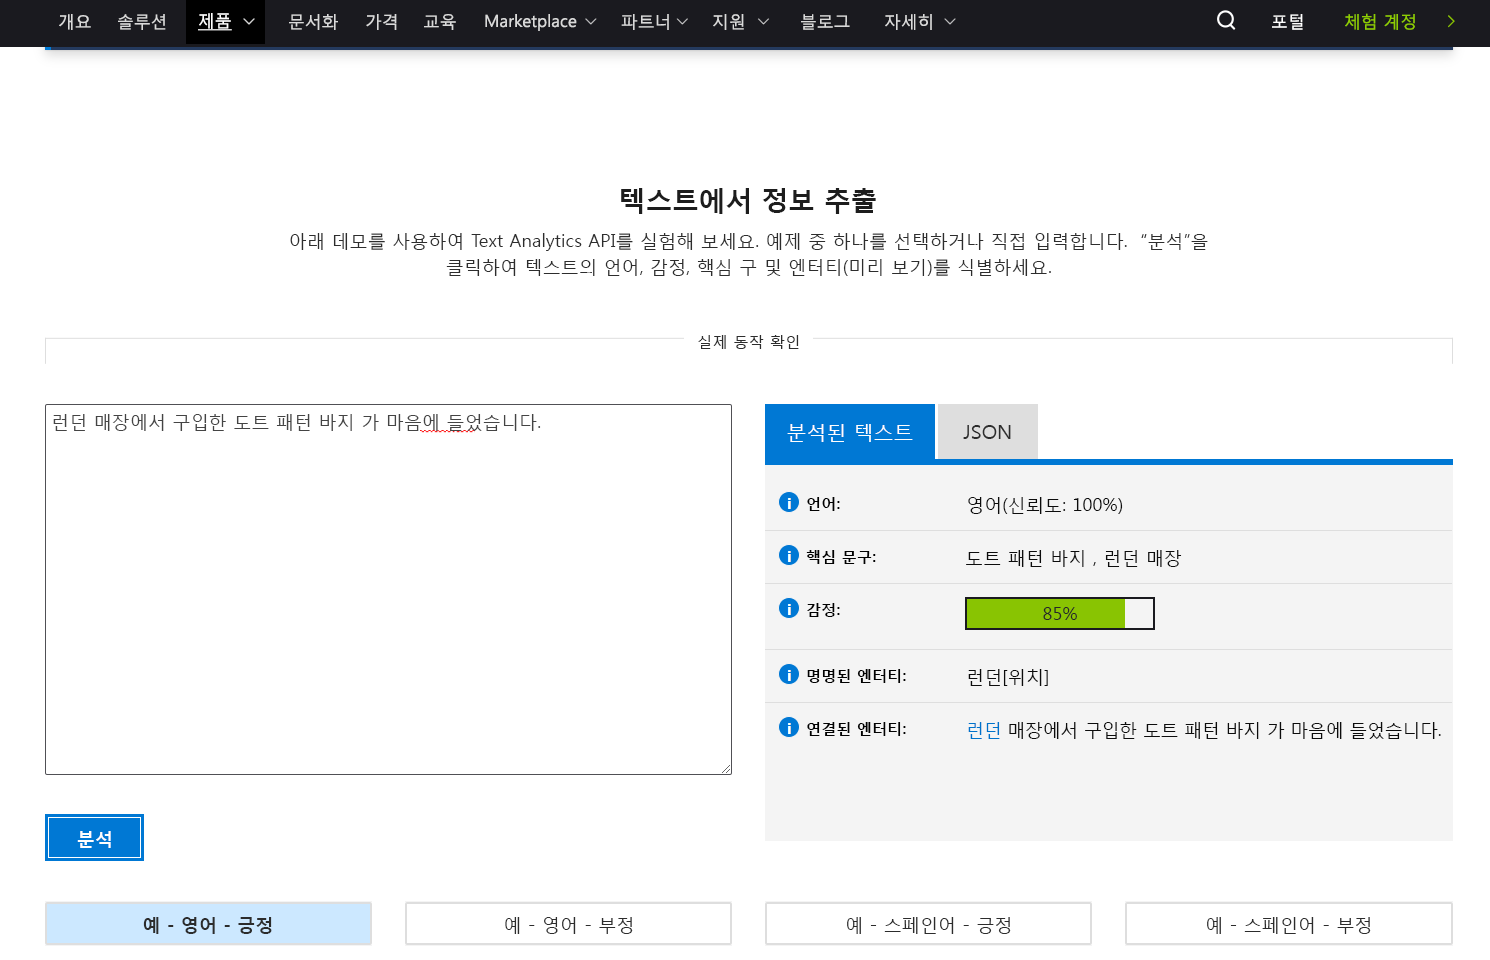 개요 솔루션 제품 문서화 가격 교육 Marketplace 파트너 지원 블로그 자세히 포털 체험 계정
텍스트에서 정보 추출
아래 데모를 사용하여 Text Analytics API를 실험해 보세요. 예제 중 하나를 선택하거나 직접 입력합니다. “분석”을
클릭하여 텍스트의 언어, 감정, 핵심 구 및 엔터티(미리 보기)를 식별하세요.
실제 동작 확인
런던 매장에서 구입한 도트 패턴 바지 가 마음에 들었습니다.
분석된 텍스트 JSON
언어: 영어(신뢰도: 100%)
핵심 문구: 도트 패턴 바지 , 런던 매장
감정: 85%
명명된 엔터티: 런던[위치]
연결된 엔터티: 런던 매장에서 구입한 도트 패턴 바지 가 마음에 들었습니다.
분석
예 - 영어 - 긍정 예 - 영어 - 부정 예 - 스페인어 - 긍정 예 - 스페인어 - 부정